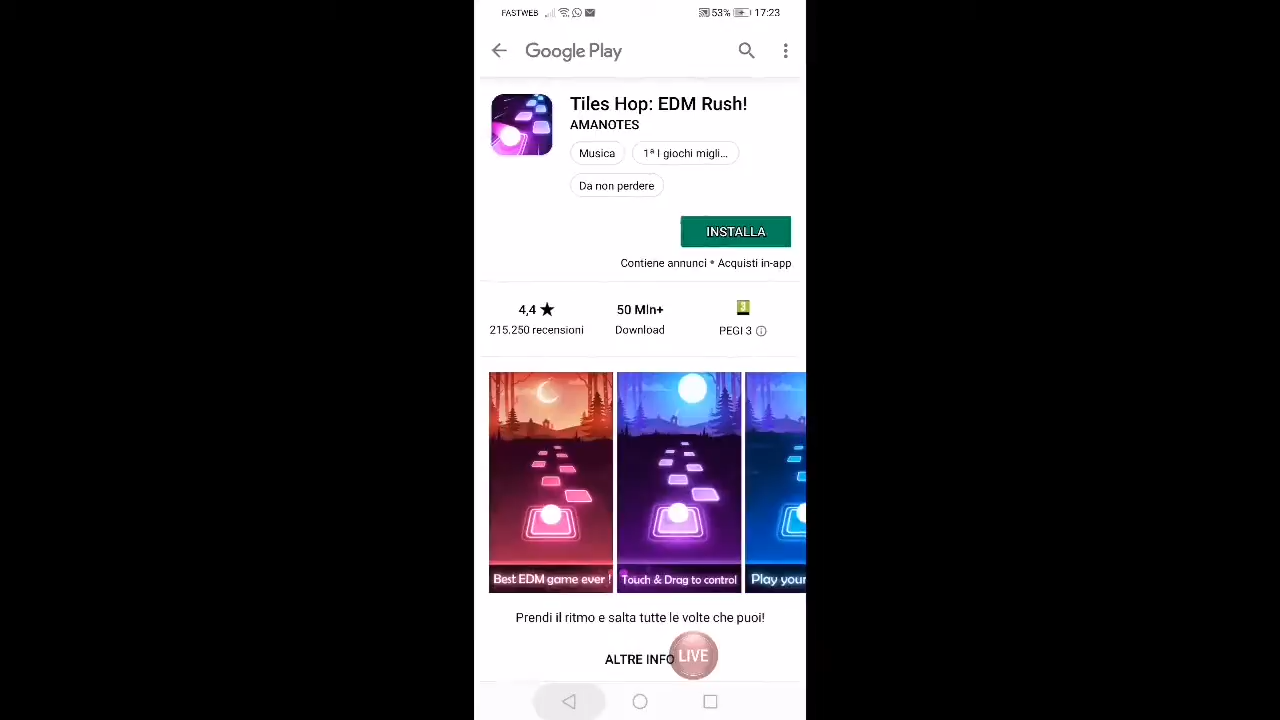 FASTWEB 53% 17:23
Google Play
Tiles Hop: EDM Rush!
AMANOTES
Musica 1ª I giochi migli...
Da non perdere
INSTALLA
Contiene annunci • Acquisti in-app
4,4 ★ 50 Mln+ 3
215.250 recensioni Download PEGI 3
Best EDM game ever ! Touch & Drag to control Play your
Prendi il ritmo e salta tutte le volte che puoi!
ALTRE INFO LIVE